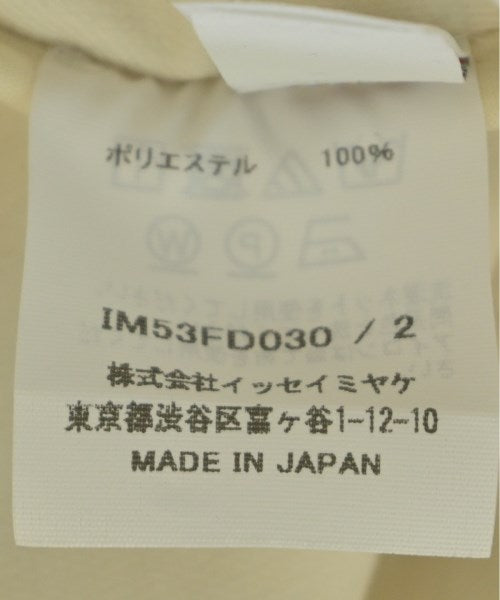 ポリエステル 100%
IM53FD030 / 2
株式会社イッセイミヤケ
東京都渋谷区富ヶ谷1-12-10
MADE IN JAPAN